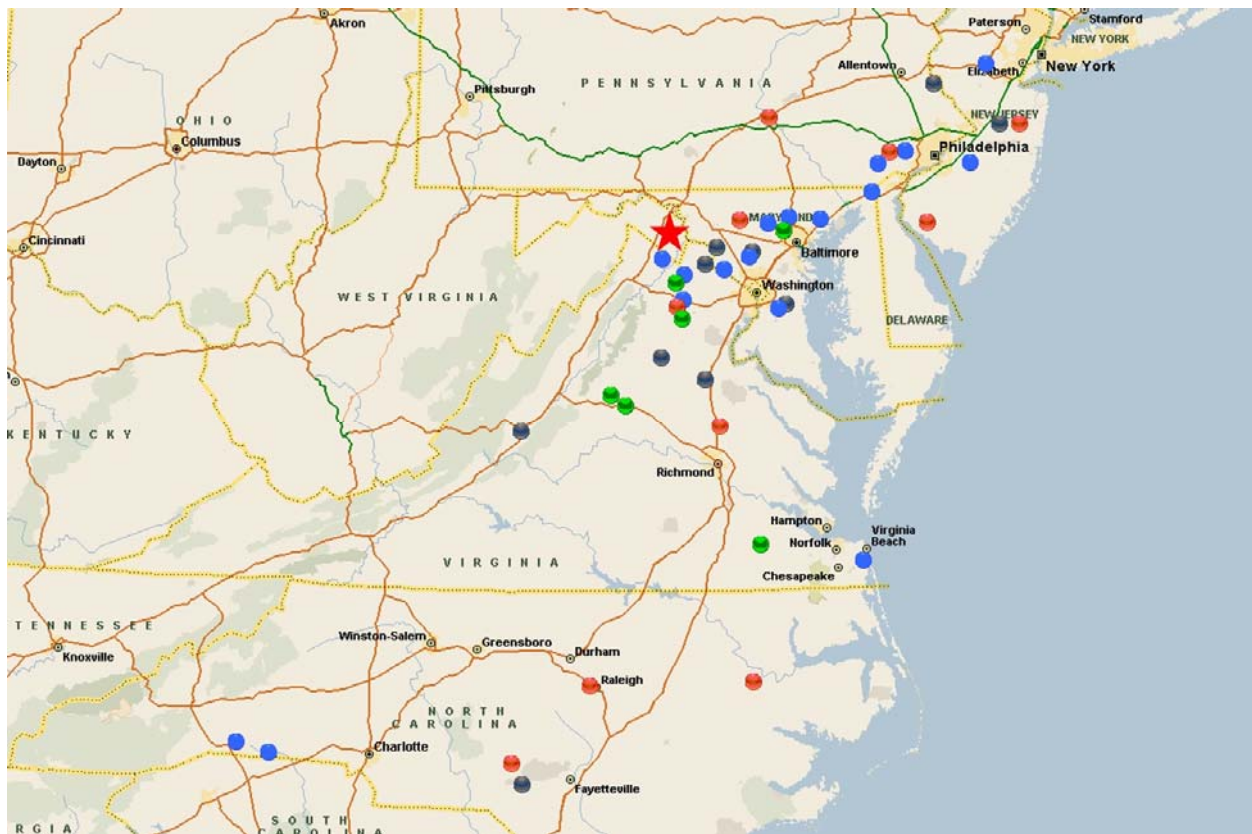 Akron
Paterson
Stamford
NEW YORK
New York
Elizabeth
Allentown
PENNSYLVANIA
Pittsburgh
OHIO
Columbus
NEW JERSEY
Philadelphia
Dayton
MARYLAND
Cincinnati
Baltimore
WEST VIRGINIA
Washington
DELAWARE
KENTUCKY
Richmond
Hampton
Virginia
Beach
Norfolk
Chesapeake
VIRGINIA
TENNESSEE
Knoxville
Winston-Salem
Greensboro
Durham
Raleigh
NORTH
CAROLINA
Charlotte
Fayetteville
SOUTH
CAROLINA
RGIA